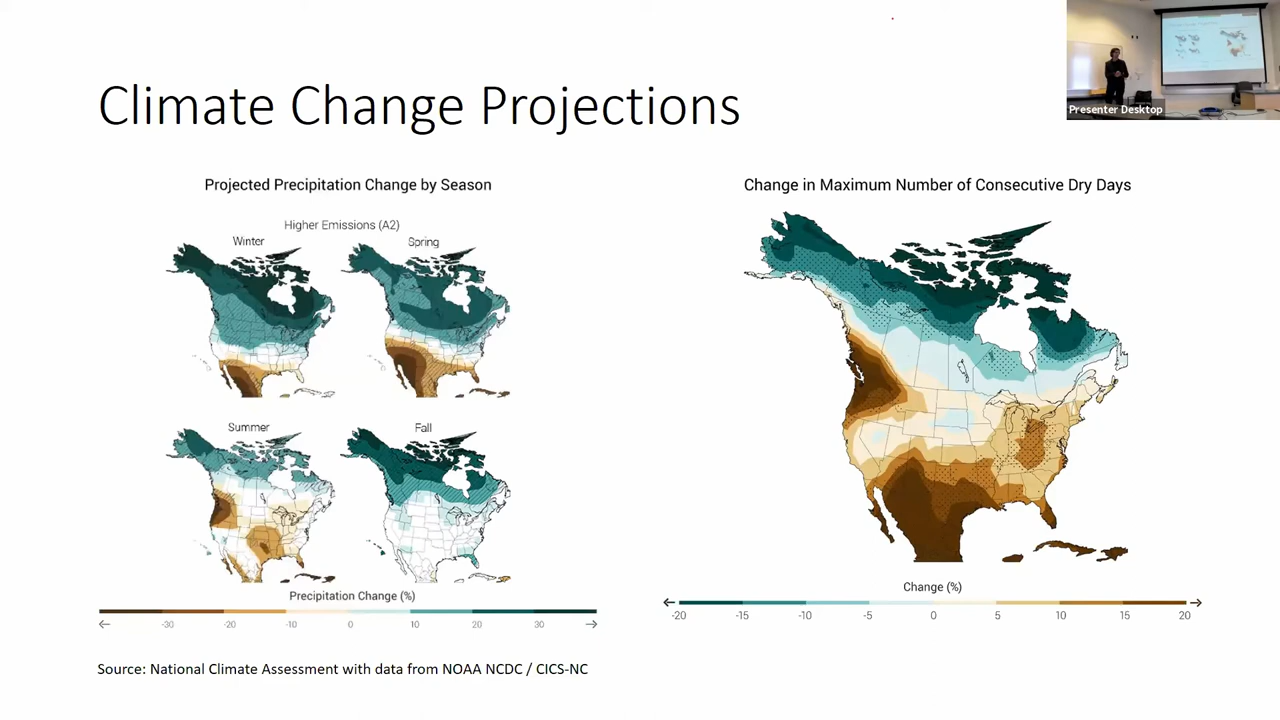 Presenter Desktop
Climate Change Projections
Projected Precipitation Change by Season
Higher Emissions (A2)
Winter
Spring
Summer
Fall
Precipitation Change (%)
-30 -20 -10 0 10 20 30
Change in Maximum Number of Consecutive Dry Days
Change (%)
-20 -15 -10 -5 0 5 10 15 20
Source: National Climate Assessment with data from NOAA NCDC / CICS-NC